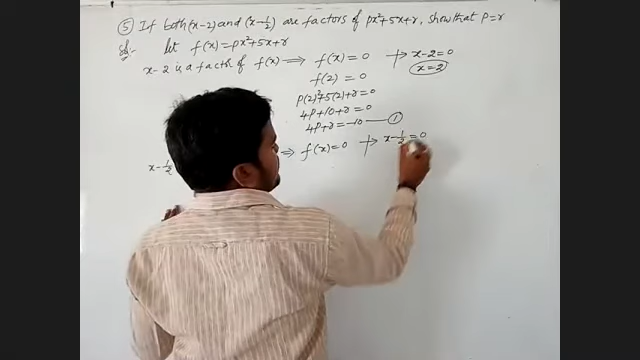 ⑤ If both (x-2) and (x-1/2) are factors of px²+5x+r, show that P=r
Sol:- let f(x)=px²+5x+r
x-2 is a factor of f(x) ⟹ f(x)=0 → x-2=0
f(2)=0 x=2
P(2)²+5(2)+r=0
4P+10+r=0
4P+r=-10 — ①
x-1/2 ⟹ f(x)=0 → x-1/2=0